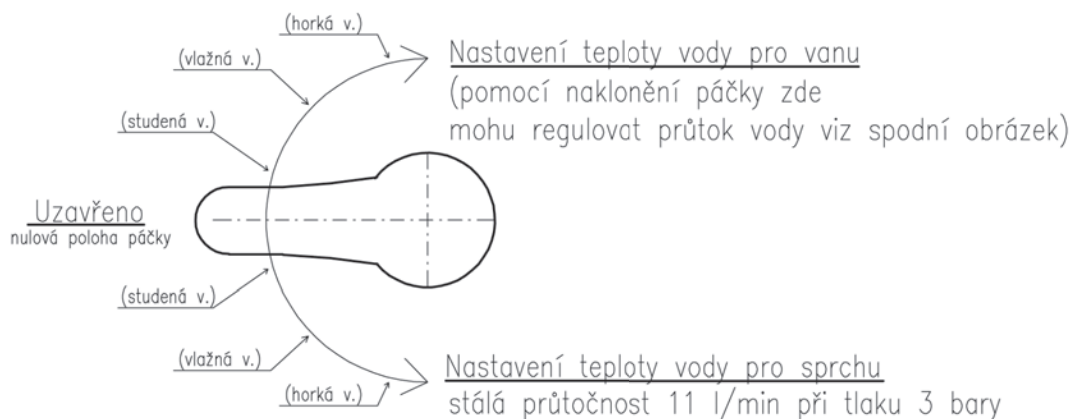 (horká v.)
(vlažná v.)
(studená v.)
Nastavení teploty vody pro vanu
(pomocí naklonění páčky zde
mohu regulovat průtok vody viz spodní obrázek)
Uzavřeno
nulová poloha páčky
(studená v.)
(vlažná v.)
(horká v.)
Nastavení teploty vody pro sprchu
stálá průtočnost 11 l/min při tlaku 3 bary